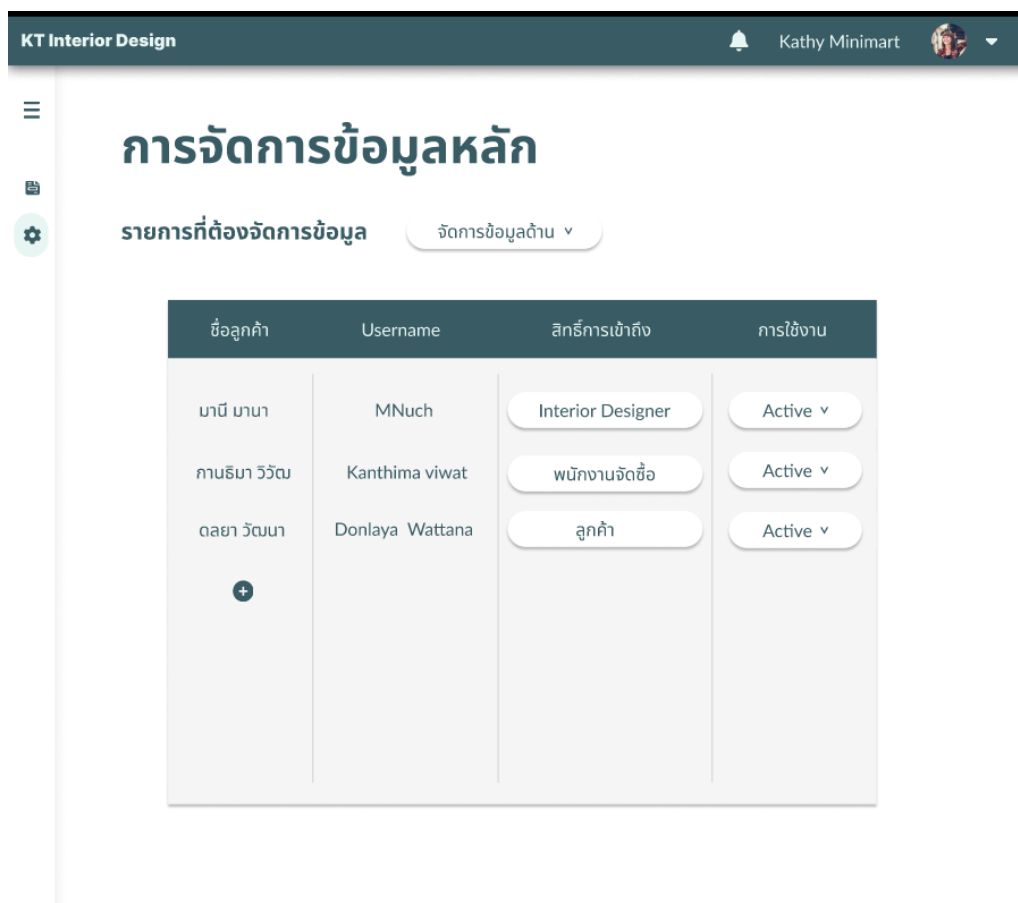 KT Interior Design Kathy Minimart
การจัดการข้อมูลหลัก
รายการที่ต้องจัดการข้อมูล จัดการข้อมูลด้าน
ชื่อลูกค้า Username สิทธิ์การเข้าถึง การใช้งาน
มานี มานา MNuch Interior Designer Active
กานธิมา วิวัฒ Kanthima viwat พนักงานจัดซื้อ Active
ดลยา วัฒนา Donlaya Wattana ลูกค้า Active